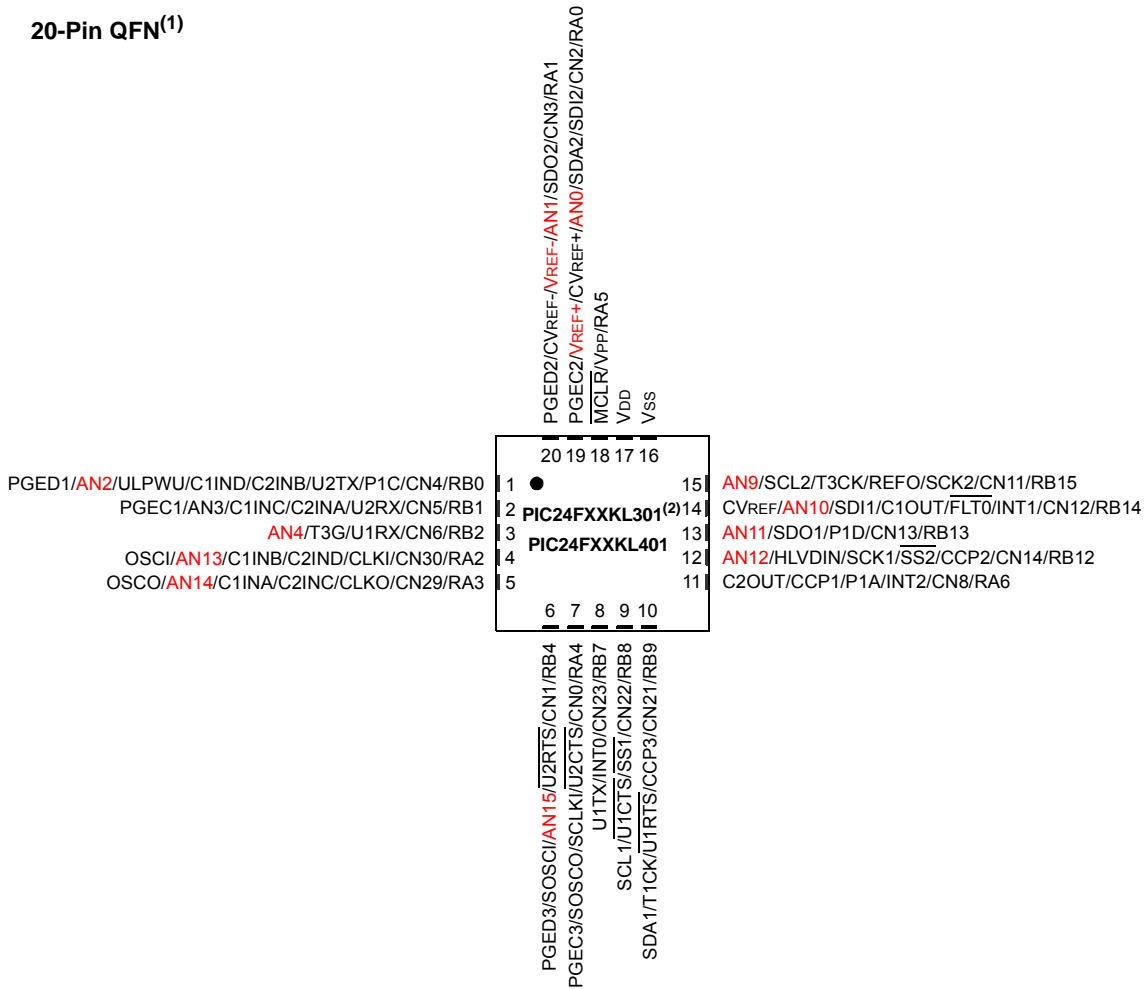 20-Pin QFN(1)
PGED2/CVREF-/VREF-/AN1/SDO2/CN3/RA1
PGEC2/VREF+/CVREF+/AN0/SDA2/SDI2/CN2/RA0
MCLR/VPP/RA5
VDD
VSS
20 19 18 17 16
PGED1/AN2/ULPWU/C1IND/C2INB/U2TX/P1C/CN4/RB0 1 15 AN9/SCL2/T3CK/REFO/SCK2/CN11/RB15
PGEC1/AN3/C1INC/C2INA/U2RX/CN5/RB1 2 PIC24FXXKL301(2) 14 CVREF/AN10/SDI1/C1OUT/FLT0/INT1/CN12/RB14
AN4/T3G/U1RX/CN6/RB2 3 PIC24FXXKL401 13 AN11/SDO1/P1D/CN13/RB13
OSCI/AN13/C1INB/C2IND/CLKI/CN30/RA2 4 12 AN12/HLVDIN/SCK1/SS2/CCP2/CN14/RB12
OSCO/AN14/C1INA/C2INC/CLKO/CN29/RA3 5 11 C2OUT/CCP1/P1A/INT2/CN8/RA6
6 7 8 9 10
PGED3/SOSCI/AN15/U2RTS/CN1/RB4
PGEC3/SOSCO/SCLKI/U2CTS/CN0/RA4
U1TX/INT0/CN23/RB7
SCL1/U1CTS/SS1/CN22/RB8
SDA1/T1CK/U1RTS/CCP3/CN21/RB9